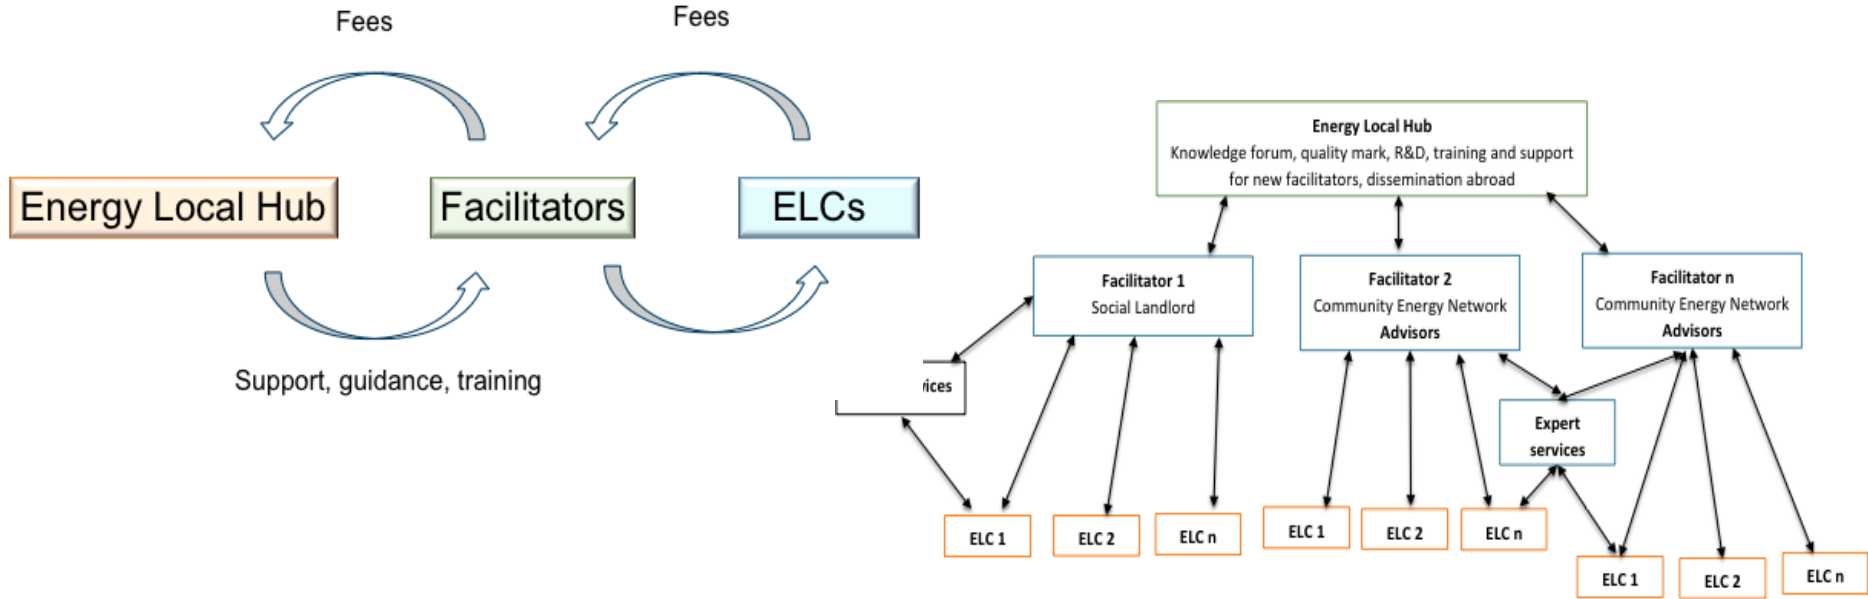 Fees
Fees
Energy Local Hub
Facilitators
ELCs
Support, guidance, training
Energy Local Hub
Knowledge forum, quality mark, R&D, training and support
for new facilitators, dissemination abroad
Facilitator 1
Social Landlord
Facilitator 2
Community Energy Network
Advisors
Facilitator n
Community Energy Network
Advisors
Expert
services
ELC 1
ELC 2
ELC n
ELC 1
ELC 2
ELC n
ELC 1
ELC 2
ELC n